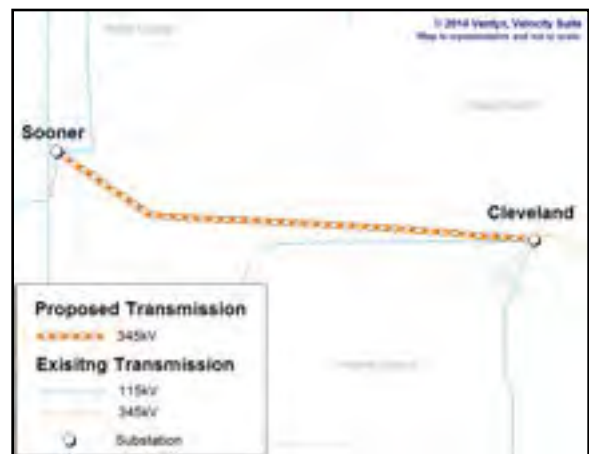 © 2014 Ventyx, Velocity Suite
Map is representative and not to scale
Sooner
Cleveland
Proposed Transmission
345kV
Exisitng Transmission
115kV
345kV
Substation